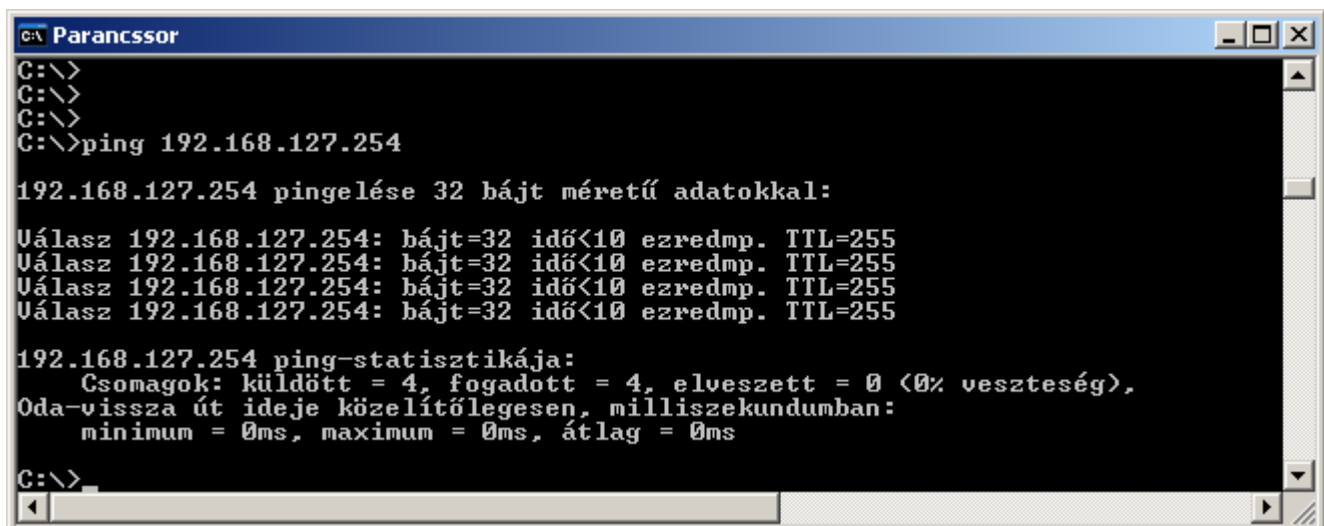 Parancssor
C:\>
C:\>
C:\>
C:\>ping 192.168.127.254
192.168.127.254 pingelése 32 bájt méretű adatokkal:
Válasz 192.168.127.254: bájt=32 idő<10 ezredmp. TTL=255
Válasz 192.168.127.254: bájt=32 idő<10 ezredmp. TTL=255
Válasz 192.168.127.254: bájt=32 idő<10 ezredmp. TTL=255
Válasz 192.168.127.254: bájt=32 idő<10 ezredmp. TTL=255
192.168.127.254 ping-statisztikája:
Csomagok: küldött = 4, fogadott = 4, elveszett = 0 (0% veszteség),
Oda-vissza út ideje közelítőlegesen, milliszekundumban:
minimum = 0ms, maximum = 0ms, átlag = 0ms
C:\>_